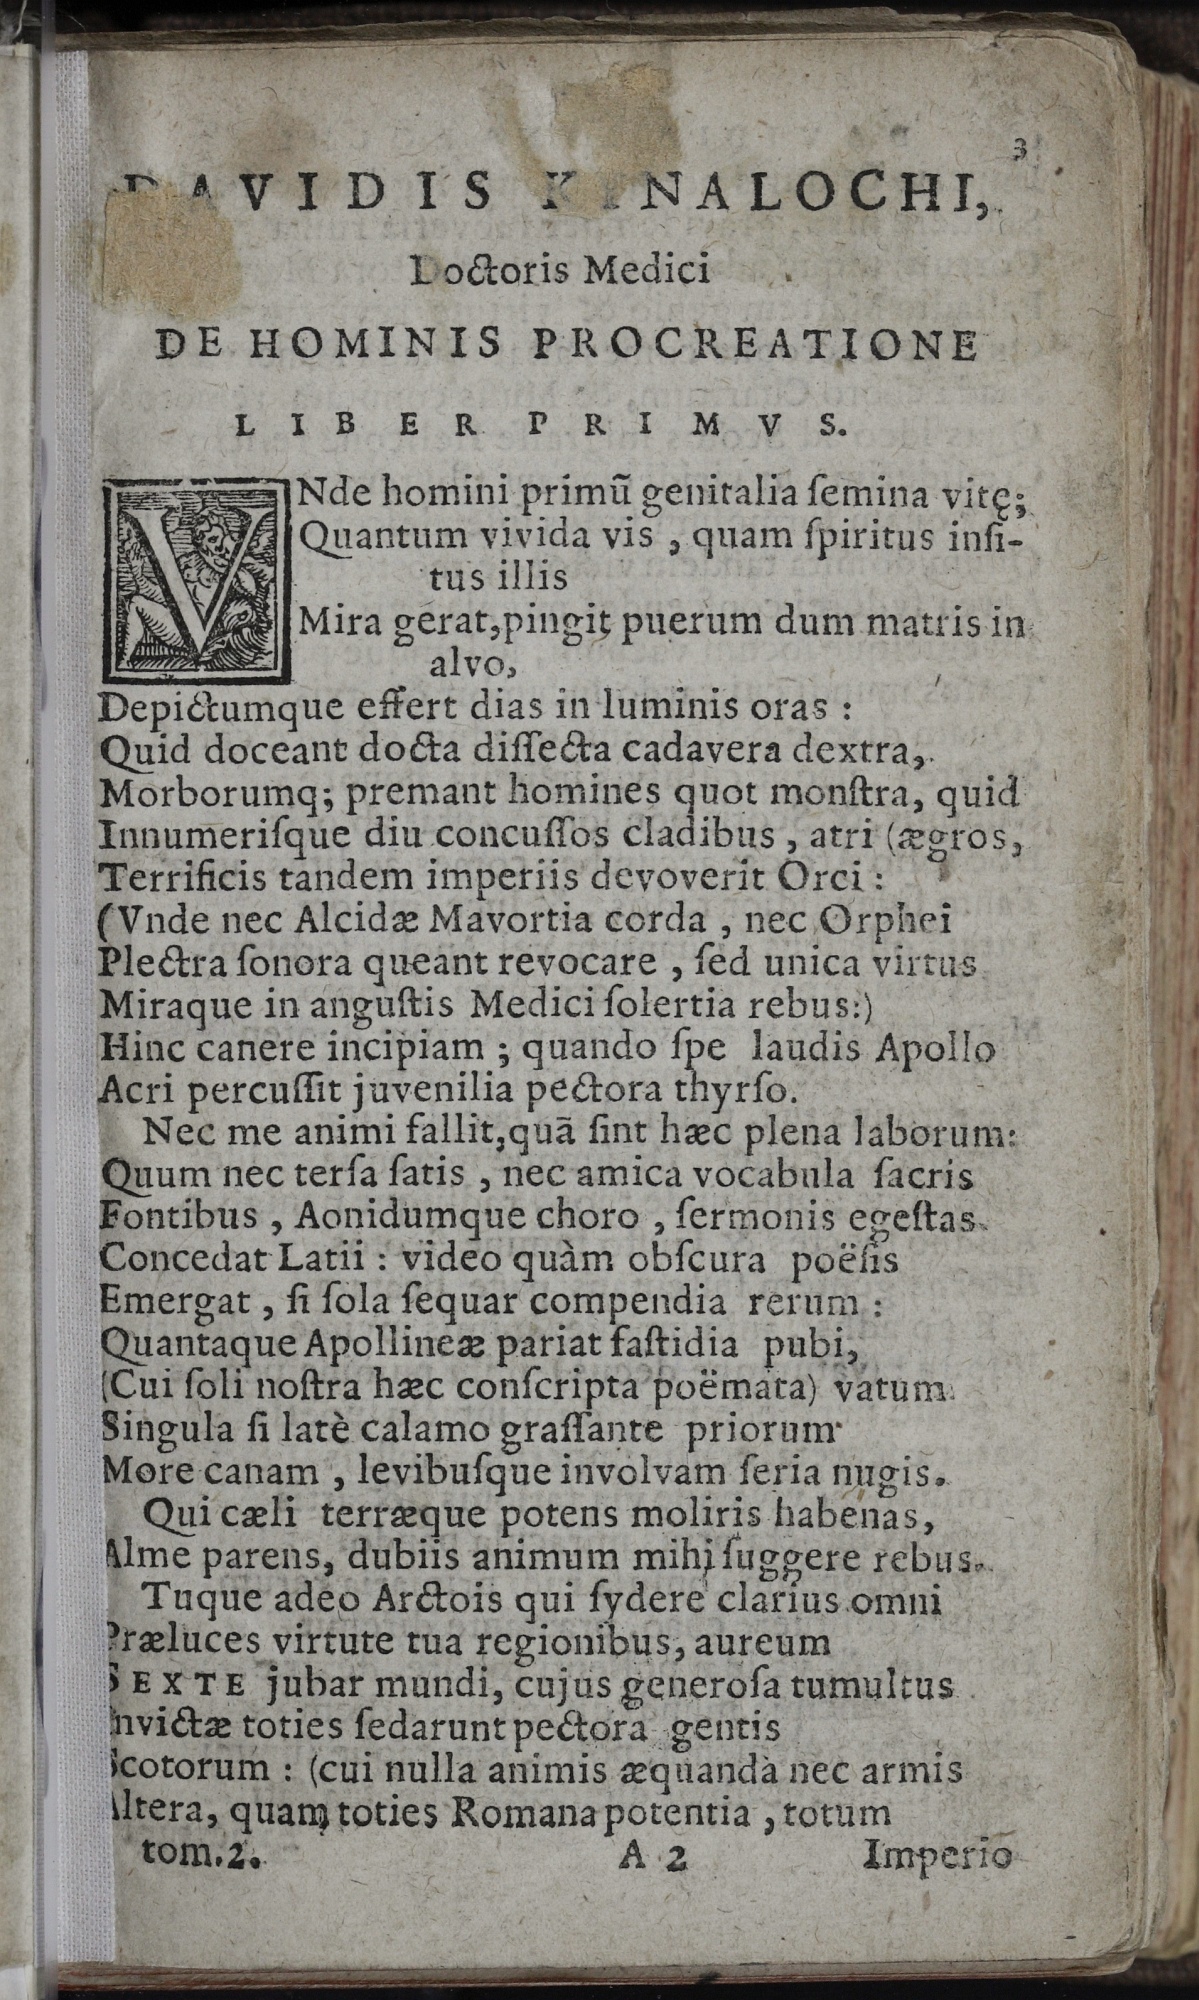 3
DAVIDIS KINALOCHI,
Doctoris Medici
DE HOMINIS PROCREATIONE
LIBER PRIMVS.
VNde homini primũ genitalia ſemina vitę;
Quantum vivida vis, quam ſpiritus inſi-
tus illis
Mira gerat, pingit puerum dum matris in
alvo,
Depictumque effert dias in luminis oras :
Quid doceant docta diſſecta cadavera dextra,
Morborumq; premant homines quot monſtra, quid
Innumeriſque diu concuſſos cladibus, atri (ægros,
Terrificis tandem imperiis devoverit Orci :
(Vnde nec Alcidæ Mavortia corda, nec Orphei
Plectra ſonora queant revocare, ſed unica virtus
Miraque in anguſtis Medici ſolertia rebus:)
Hinc canere incipiam ; quando ſpe laudis Apollo
Acri percuſſit juvenilia pectora thyrſo.
Nec me animi fallit, quã ſint hæc plena laborum:
Quum nec terſa ſatis, nec amica vocabula ſacris
Fontibus, Aonidumque choro, ſermonis egeſtas
Concedat Latii : video quàm obſcura poëſis
Emergat, ſi ſola ſequar compendia rerum :
Quantaque Apollineæ pariat faſtidia pubi,
(Cui ſoli noſtra hæc conſcripta poëmata) vatum
Singula ſi latè calamo graſſante priorum
More canam, levibuſque involvam ſeria nugis.
Qui cæli terræque potens moliris habenas,
Alme parens, dubiis animum mihi ſuggere rebus.
Tuque adeo Arctois qui ſydere clarius omni
Præluces virtute tua regionibus, aureum
SEXTE jubar mundi, cujus generoſa tumultus
Invictæ toties ſedarunt pectora gentis
Scotorum : (cui nulla animis æquanda nec armis
Altera, quam toties Romana potentia, totum
tom.2. A 2 Imperio